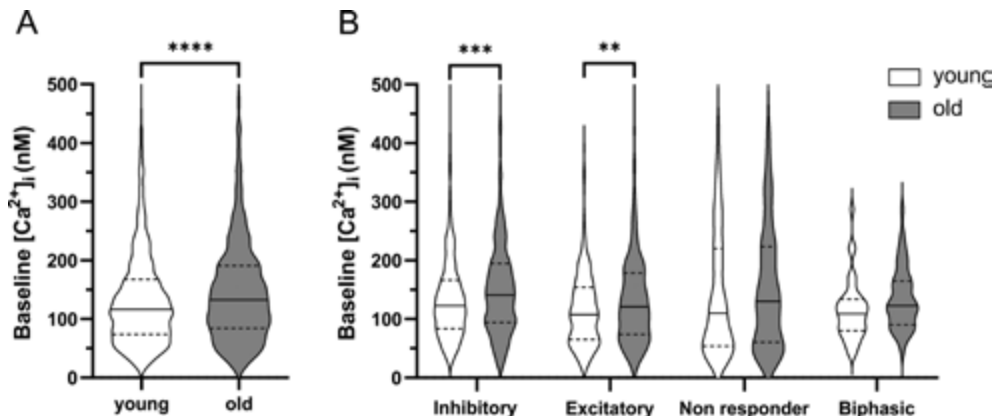 A
B
****
***
**
young
old
Baseline [Ca²⁺]ᵢ (nM)
500
400
300
200
100
0
young
old
Baseline [Ca²⁺]ᵢ (nM)
500
400
300
200
100
0
Inhibitory
Excitatory
Non responder
Biphasic